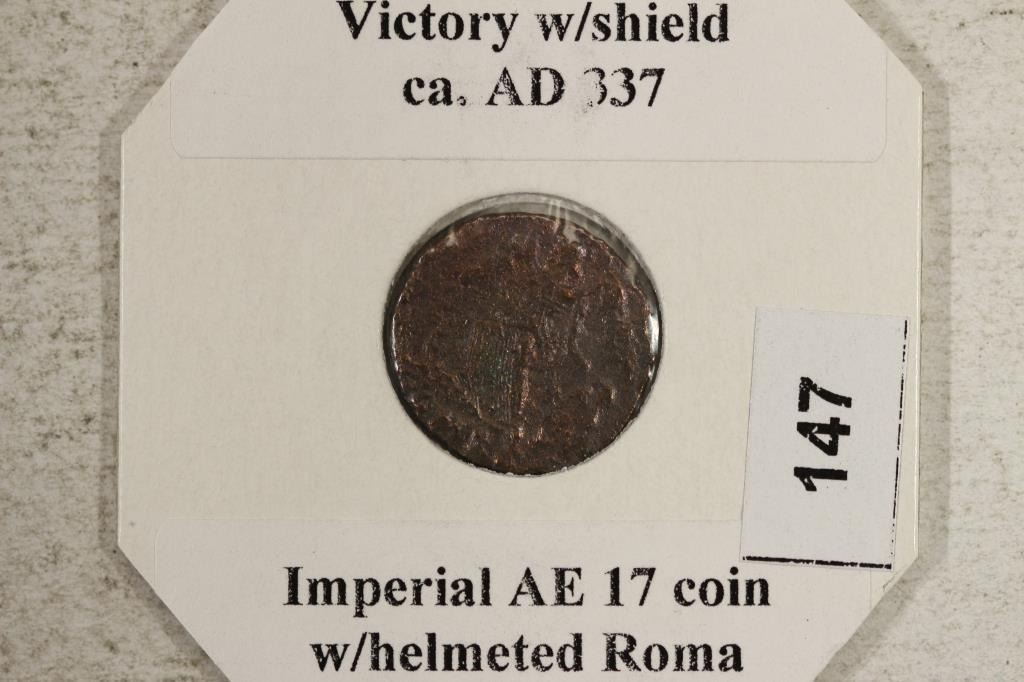 Victory w/shield
ca. AD 337
147
Imperial AE 17 coin
w/helmeted Roma